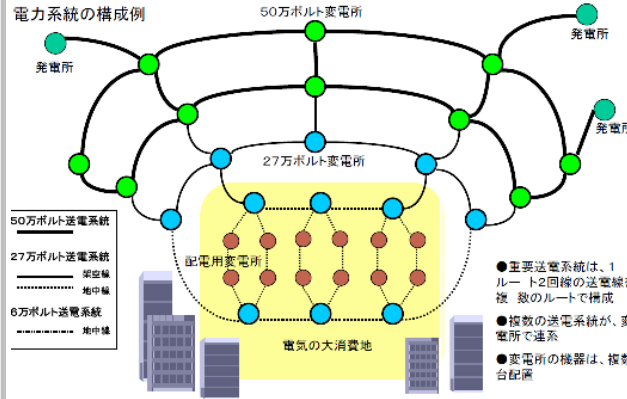 電力系統の構成例
50万ボルト変電所
発電所
発電所
発電所
27万ボルト変電所
配電用変電所
電気の大消費地
50万ボルト送電系統
27万ボルト送電系統
架空線
地中線
6万ボルト送電系統
地中線
●重要送電系統は、1
ルー ト2回線の送電線
複 数のルートで構成
●複数の送電系統が、変
電所で連系
●変電所の機器は、複数
台配置